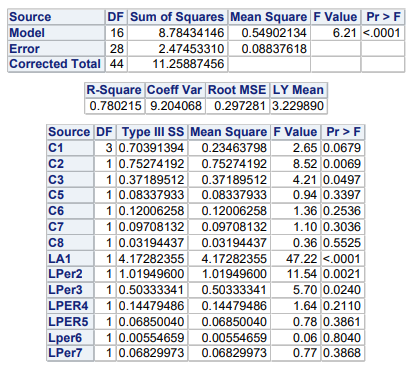 Source DF Sum of Squares Mean Square F Value Pr > F
Model 16 8.78434146 0.54902134 6.21 <.0001
Error 28 2.47453310 0.08837618
Corrected Total 44 11.25887456
R-Square Coeff Var Root MSE LY Mean
0.780215 9.204068 0.297281 3.229890
Source DF Type III SS Mean Square F Value Pr > F
C1 3 0.70391394 0.23463798 2.65 0.0679
C2 1 0.75274192 0.75274192 8.52 0.0069
C3 1 0.37189512 0.37189512 4.21 0.0497
C5 1 0.08337933 0.08337933 0.94 0.3397
C6 1 0.12006258 0.12006258 1.36 0.2536
C7 1 0.09708132 0.09708132 1.10 0.3036
C8 1 0.03194437 0.03194437 0.36 0.5525
LA1 1 4.17282355 4.17282355 47.22 <.0001
LPer2 1 1.01949600 1.01949600 11.54 0.0021
LPer3 1 0.50333341 0.50333341 5.70 0.0240
LPER4 1 0.14479486 0.14479486 1.64 0.2110
LPER5 1 0.06850040 0.06850040 0.78 0.3861
Lper6 1 0.00554659 0.00554659 0.06 0.8040
LPer7 1 0.06829973 0.06829973 0.77 0.3868